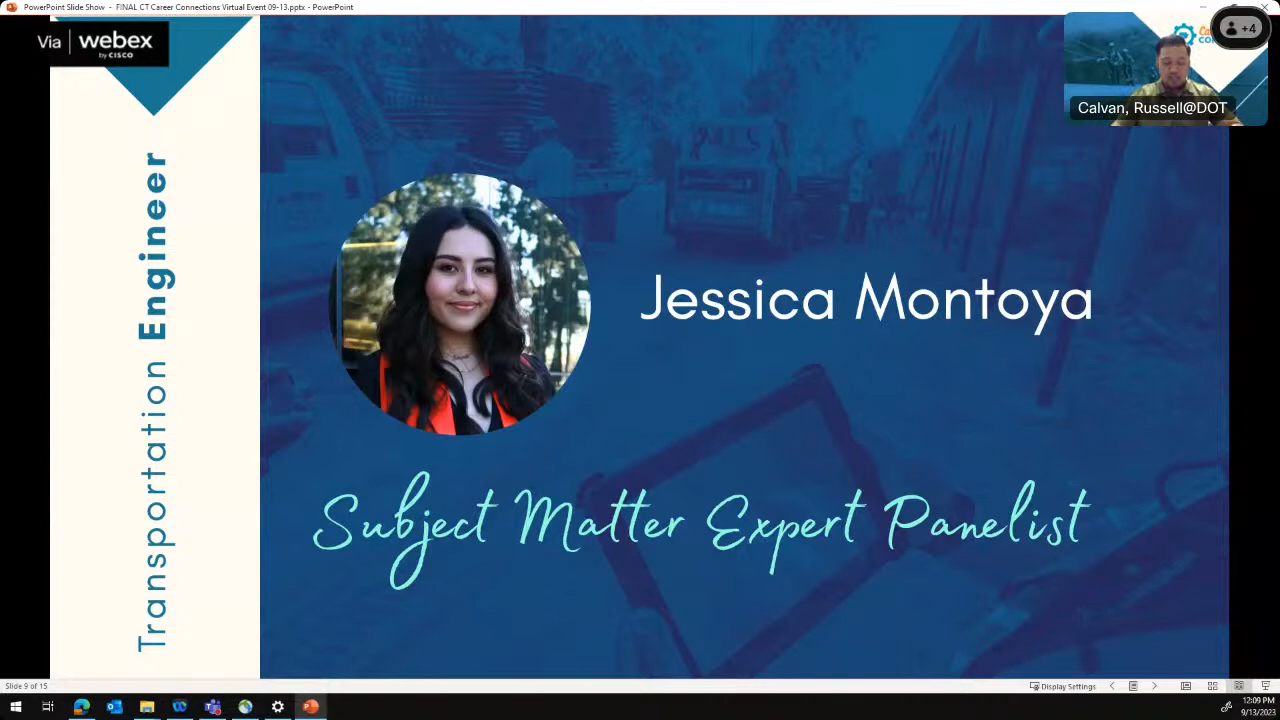 PowerPoint Slide Show - FINAL CT Career Connections Virtual Event 09-13.pptx - PowerPoint
Via webex
by CISCO
+4
Calvan, Russell@DOT
Transportation Engineer
Jessica Montoya
Subject Matter Expert Panelist
Slide 9 of 15
Display Settings
12:09 PM
9/13/2023